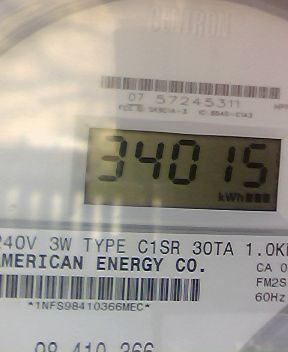 CENTRON
07 57245311
34015
kWh
240V 3W TYPE C1SR 30TA 1.0K
AMERICAN ENERGY CO.
CA 0
FM2S
60Hz
*1NFS98410366MEC*
98 410 366